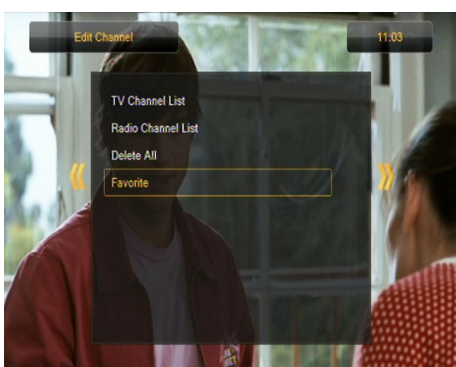 Edit Channel
11:03
TV Channel List
Radio Channel List
Delete All
Favorite